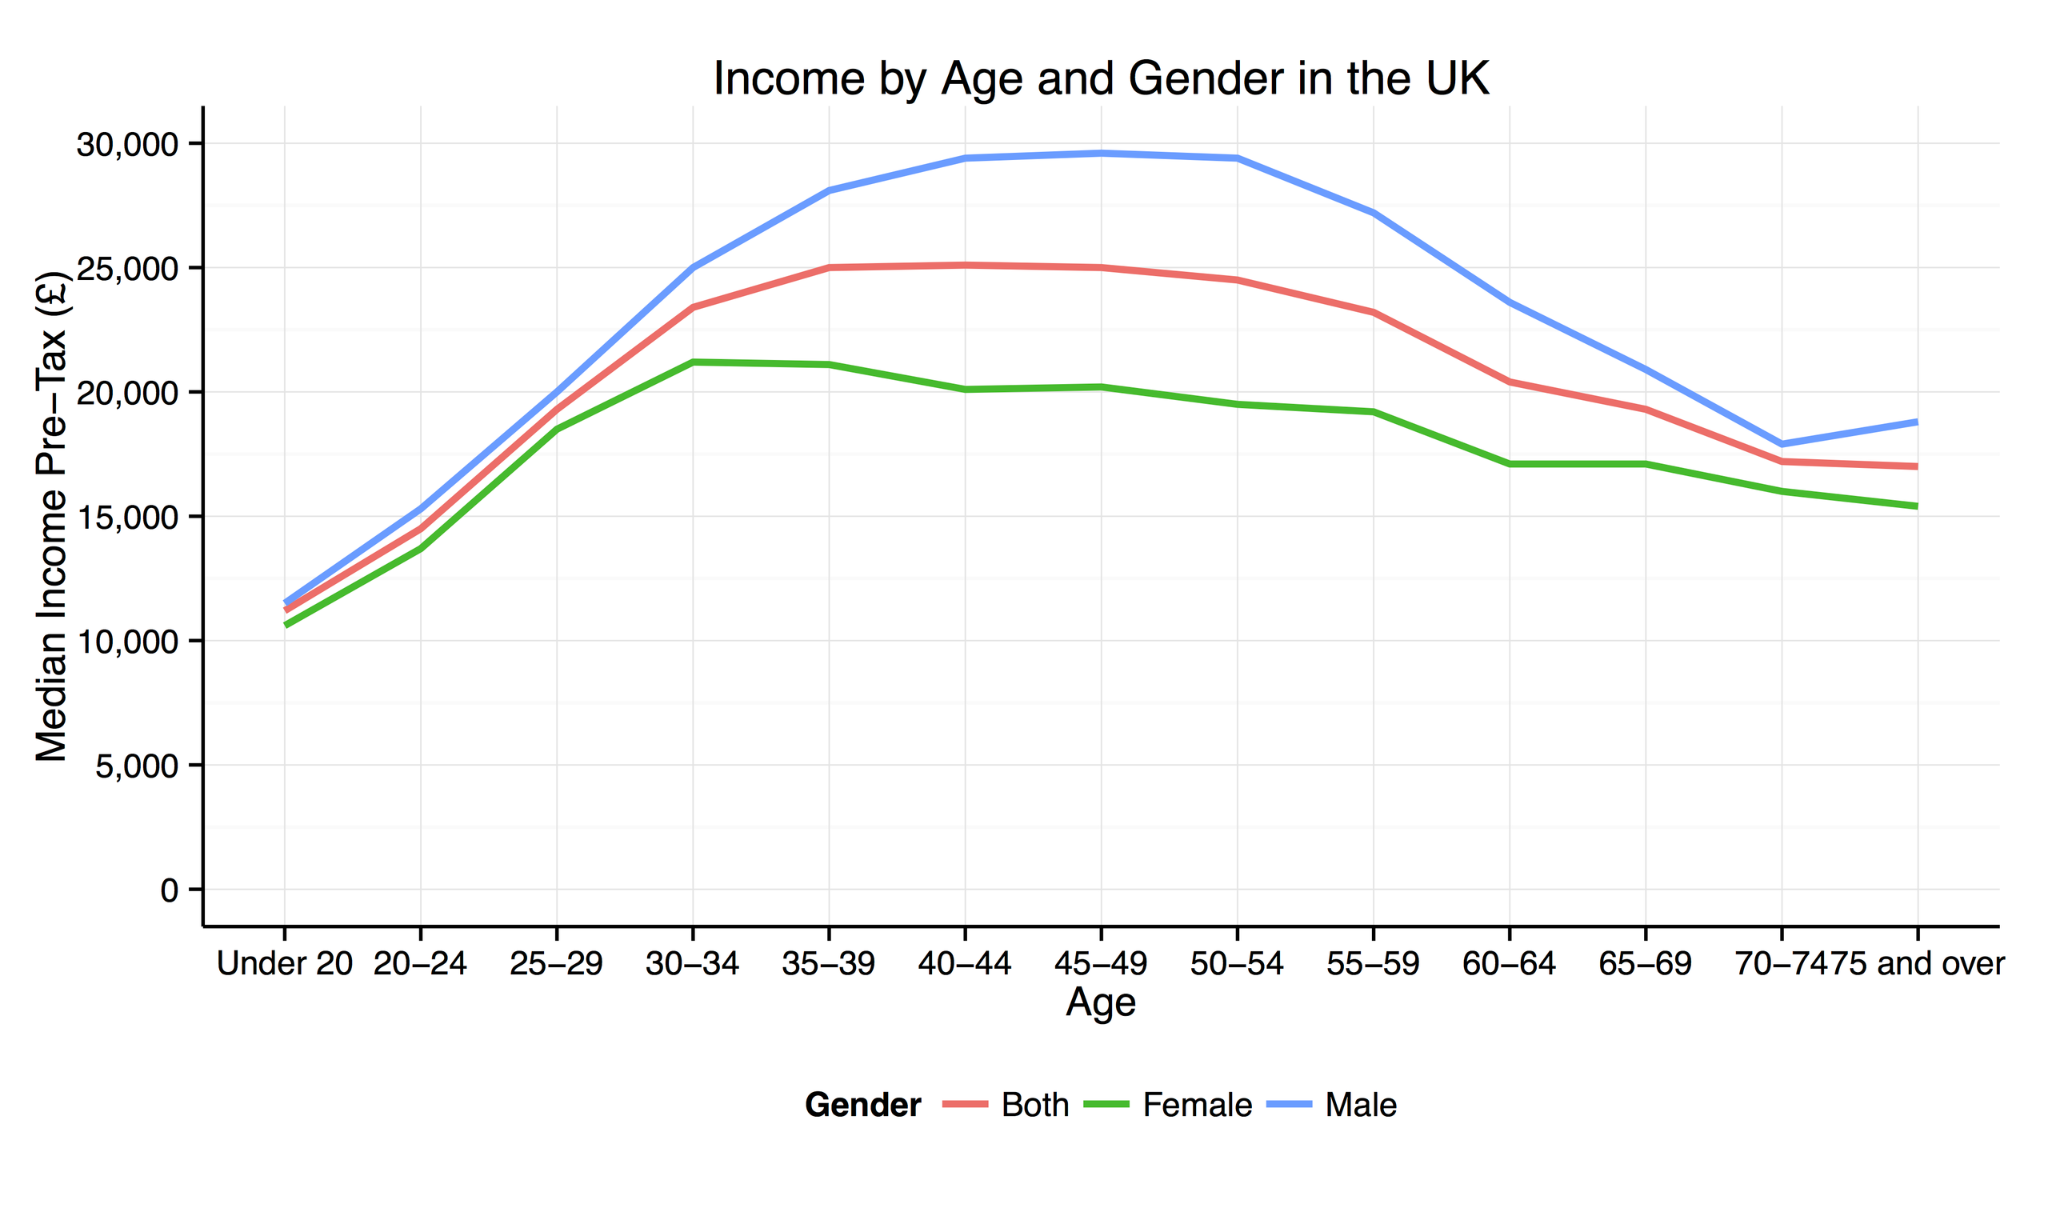 Income by Age and Gender in the UK
Median Income Pre−Tax (£)
30,000
25,000
20,000
15,000
10,000
5,000
0
Under 20 20−24 25−29 30−34 35−39 40−44 45−49 50−54 55−59 60−64 65−69 70−74 75 and over
Age
Gender Both Female Male